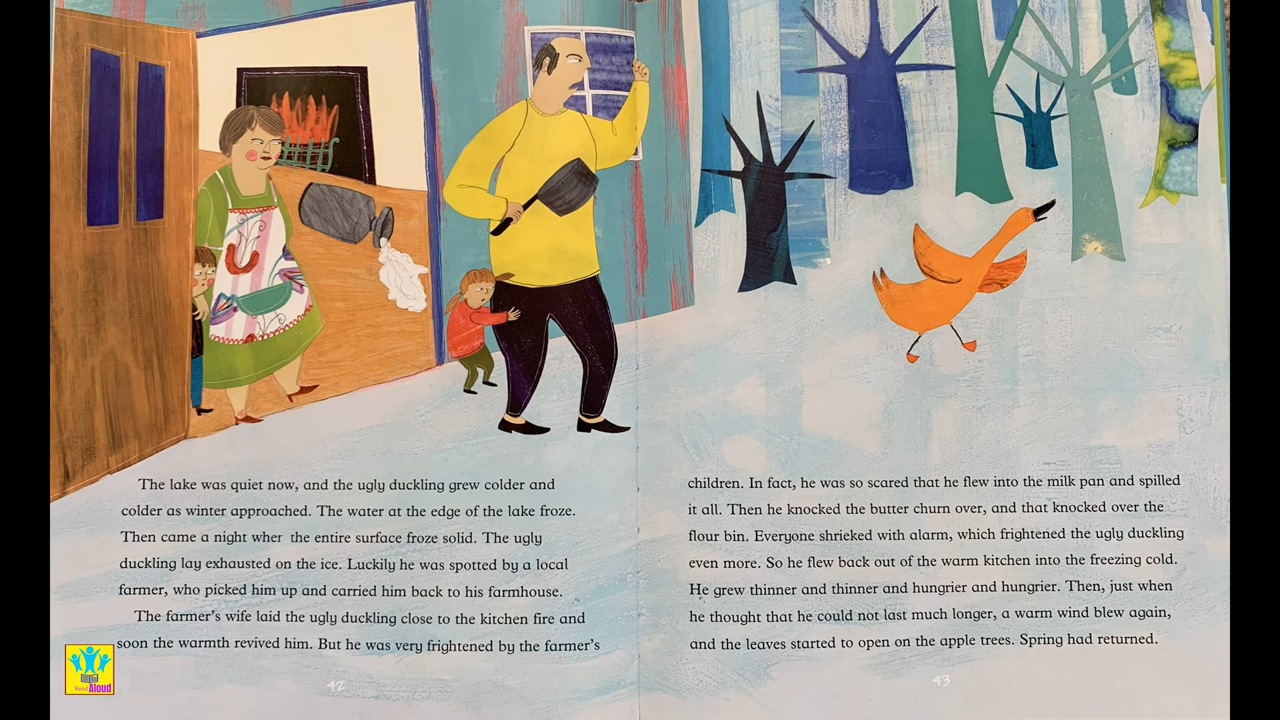 The lake was quiet now, and the ugly duckling grew colder and
colder as winter approached. The water at the edge of the lake froze.
Then came a night wher the entire surface froze solid. The ugly
duckling lay exhausted on the ice. Luckily he was spotted by a local
farmer, who picked him up and carried him back to his farmhouse.
The farmer's wife laid the ugly duckling close to the kitchen fire and
soon the warmth revived him. But he was very frightened by the farmer's
42
children. In fact, he was so scared that he flew into the milk pan and spilled
it all. Then he knocked the butter churn over, and that knocked over the
flour bin. Everyone shrieked with alarm, which frightened the ugly duckling
even more. So he flew back out of the warm kitchen into the freezing cold.
He grew thinner and thinner and hungrier and hungrier. Then, just when
he thought that he could not last much longer, a warm wind blew again,
and the leaves started to open on the apple trees. Spring had returned.
43
Read Aloud